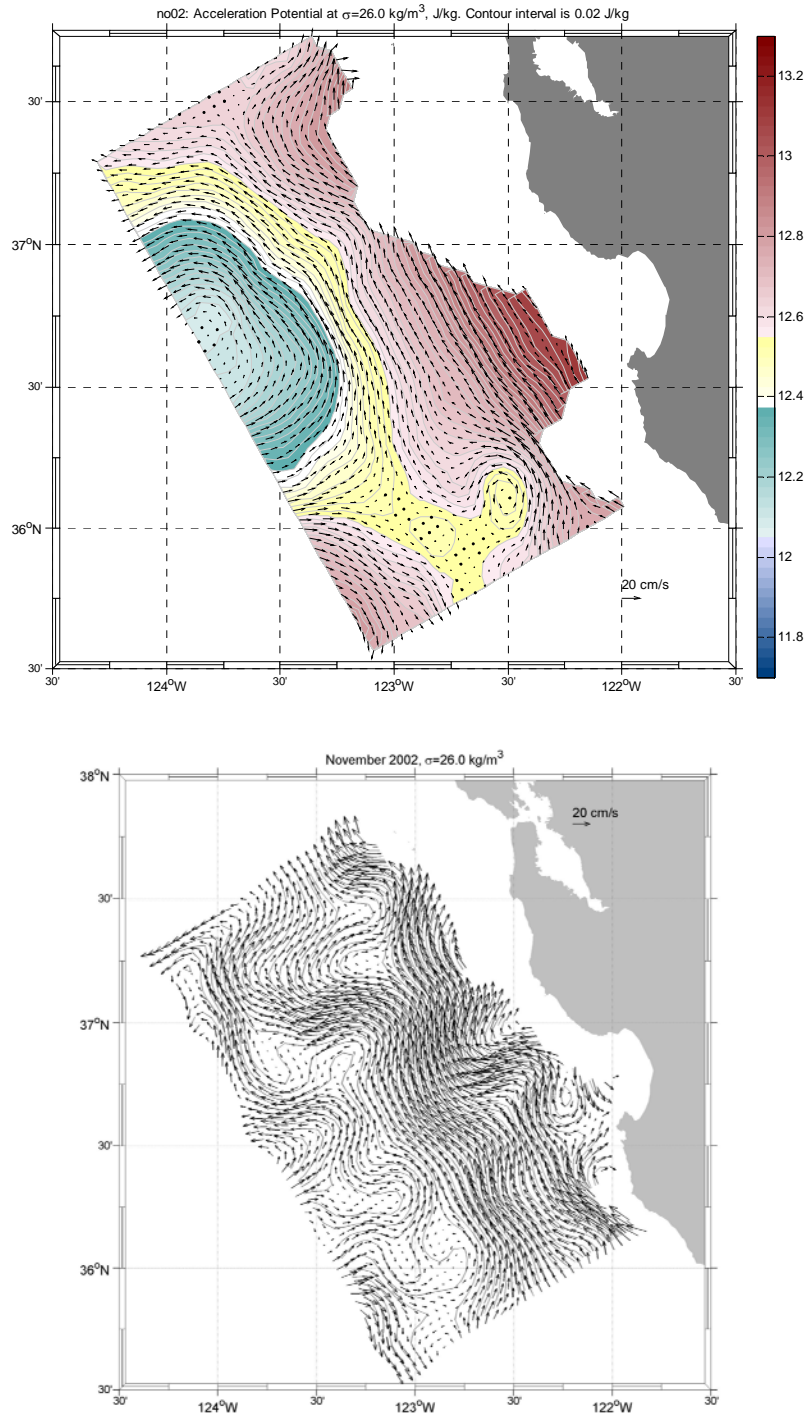 no02: Acceleration Potential at σ=26.0 kg/m³, J/kg. Contour interval is 0.02 J/kg
13.2
30'
13
12.8
37°N
12.6
30'
12.4
12.2
36°N
12
20 cm/s
11.8
30'
124°W 30' 123°W 30' 122°W 30'
November 2002, σ=26.0 kg/m³
38°N
20 cm/s
30'
37°N
30'
36°N
30'
30' 124°W 30' 123°W 30' 122°W 30'